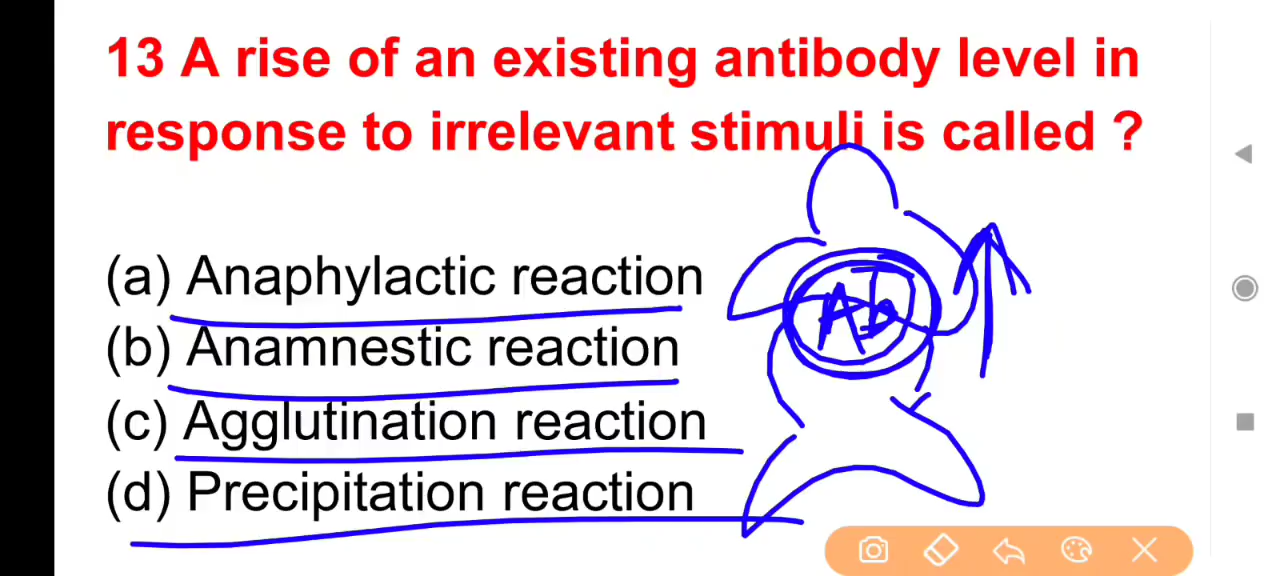 13 A rise of an existing antibody level in
response to irrelevant stimuli is called ?
(a) Anaphylactic reaction
(b) Anamnestic reaction
(c) Agglutination reaction
(d) Precipitation reaction
Ab